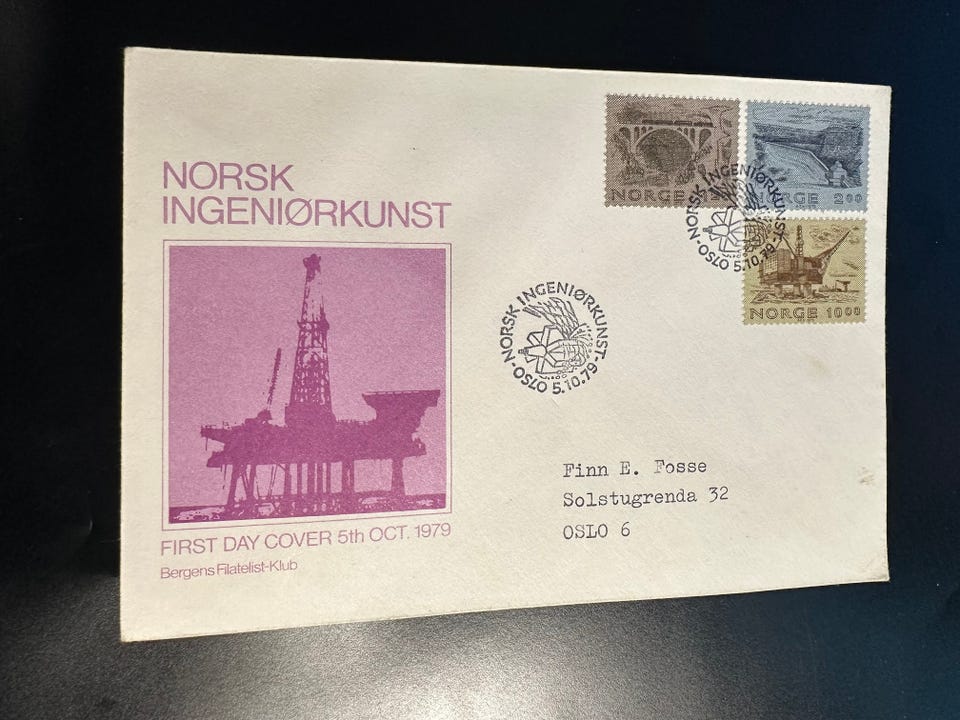 NORSK
INGENIØRKUNST
FIRST DAY COVER 5th OCT. 1979
Bergens Filatelist-Klub
NORGE
NORGE 2 00
NORGE 10 00
NORSK INGENIØRKUNST
OSLO 5.10.79
NORSK INGENIØRKUNST
OSLO 5.10.79
Finn E. Fosse
Solstugrenda 32
OSLO 6